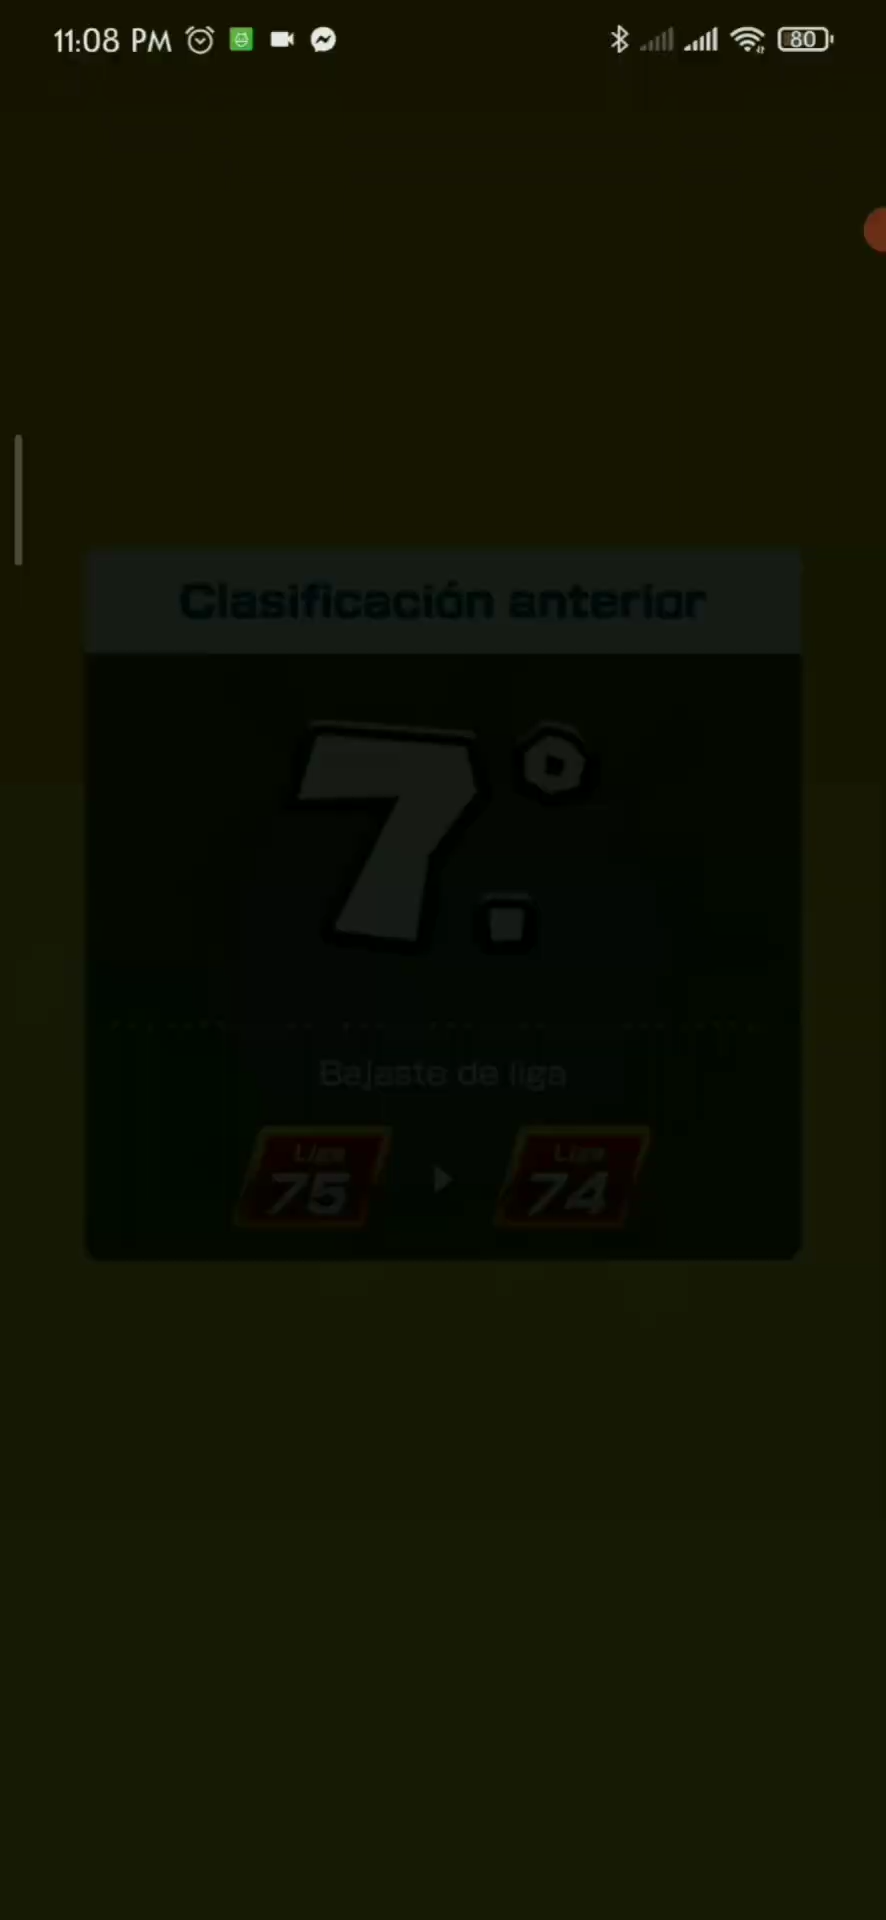 11:08 PM
80
Clasificación anterior
7.º
Bajaste de liga
Liga
75
Liga
74